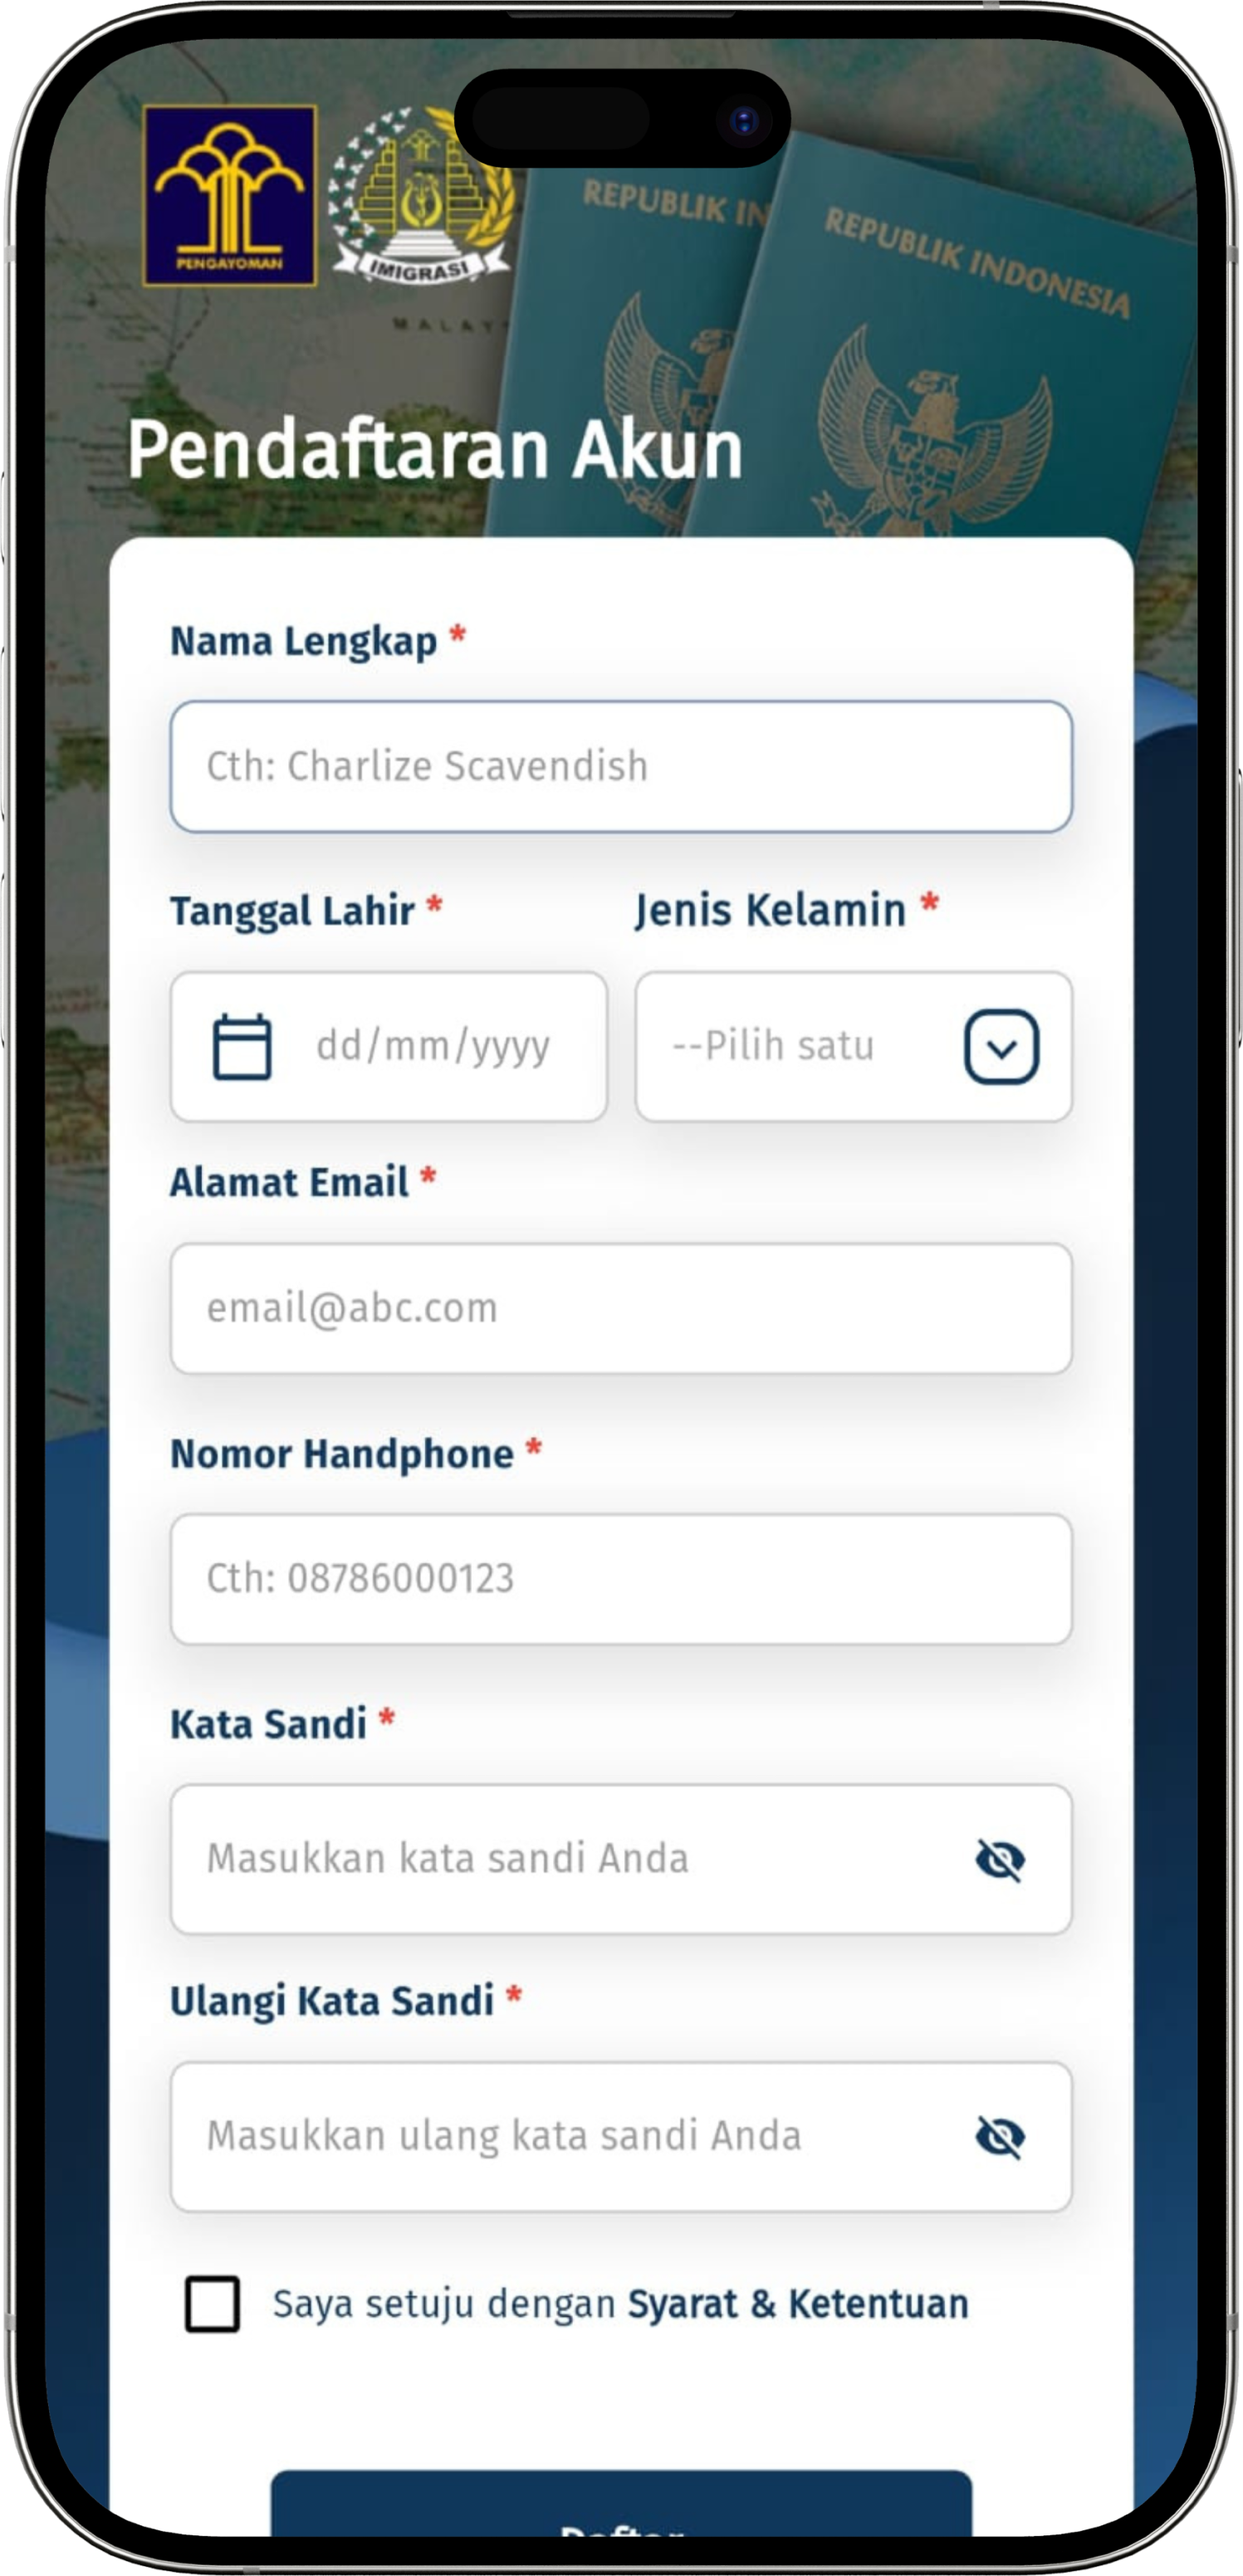 PENGAYOMAN
IMIGRASI
REPUBLIK IN
REPUBLIK INDONESIA
MALAY
Pendaftaran Akun
Nama Lengkap *
Cth: Charlize Scavendish
Tanggal Lahir * Jenis Kelamin *
dd/mm/yyyy --Pilih satu
Alamat Email *
email@abc.com
Nomor Handphone *
Cth: 08786000123
Kata Sandi *
Masukkan kata sandi Anda
Ulangi Kata Sandi *
Masukkan ulang kata sandi Anda
Saya setuju dengan Syarat & Ketentuan
Daftar